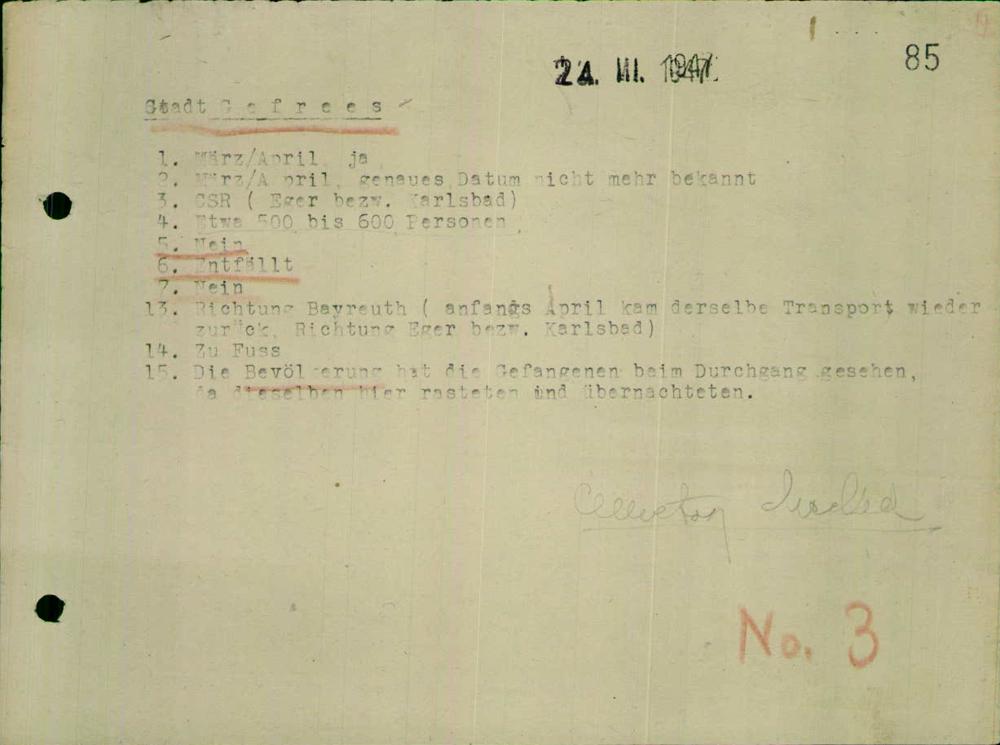 85
24. III. 1947
Stadt Gefrees
1. März/April ja
2. März/A pril, genaues Datum nicht mehr bekannt
3. CSR ( Eger bezw. Karlsbad)
4. Etwa 500 bis 600 Personen
5. Nein
6. Entfällt
7. Nein
13. Richtung Bayreuth ( anfangs April kam derselbe Transport wieder
zurück, Richtung Eger bezw. Karlsbad)
14. Zu Fuss
15. Die Bevölkerung hat die Gefangenen beim Durchgang gesehen,
da dieselben hier rasteten und übernachteten.
No. 3